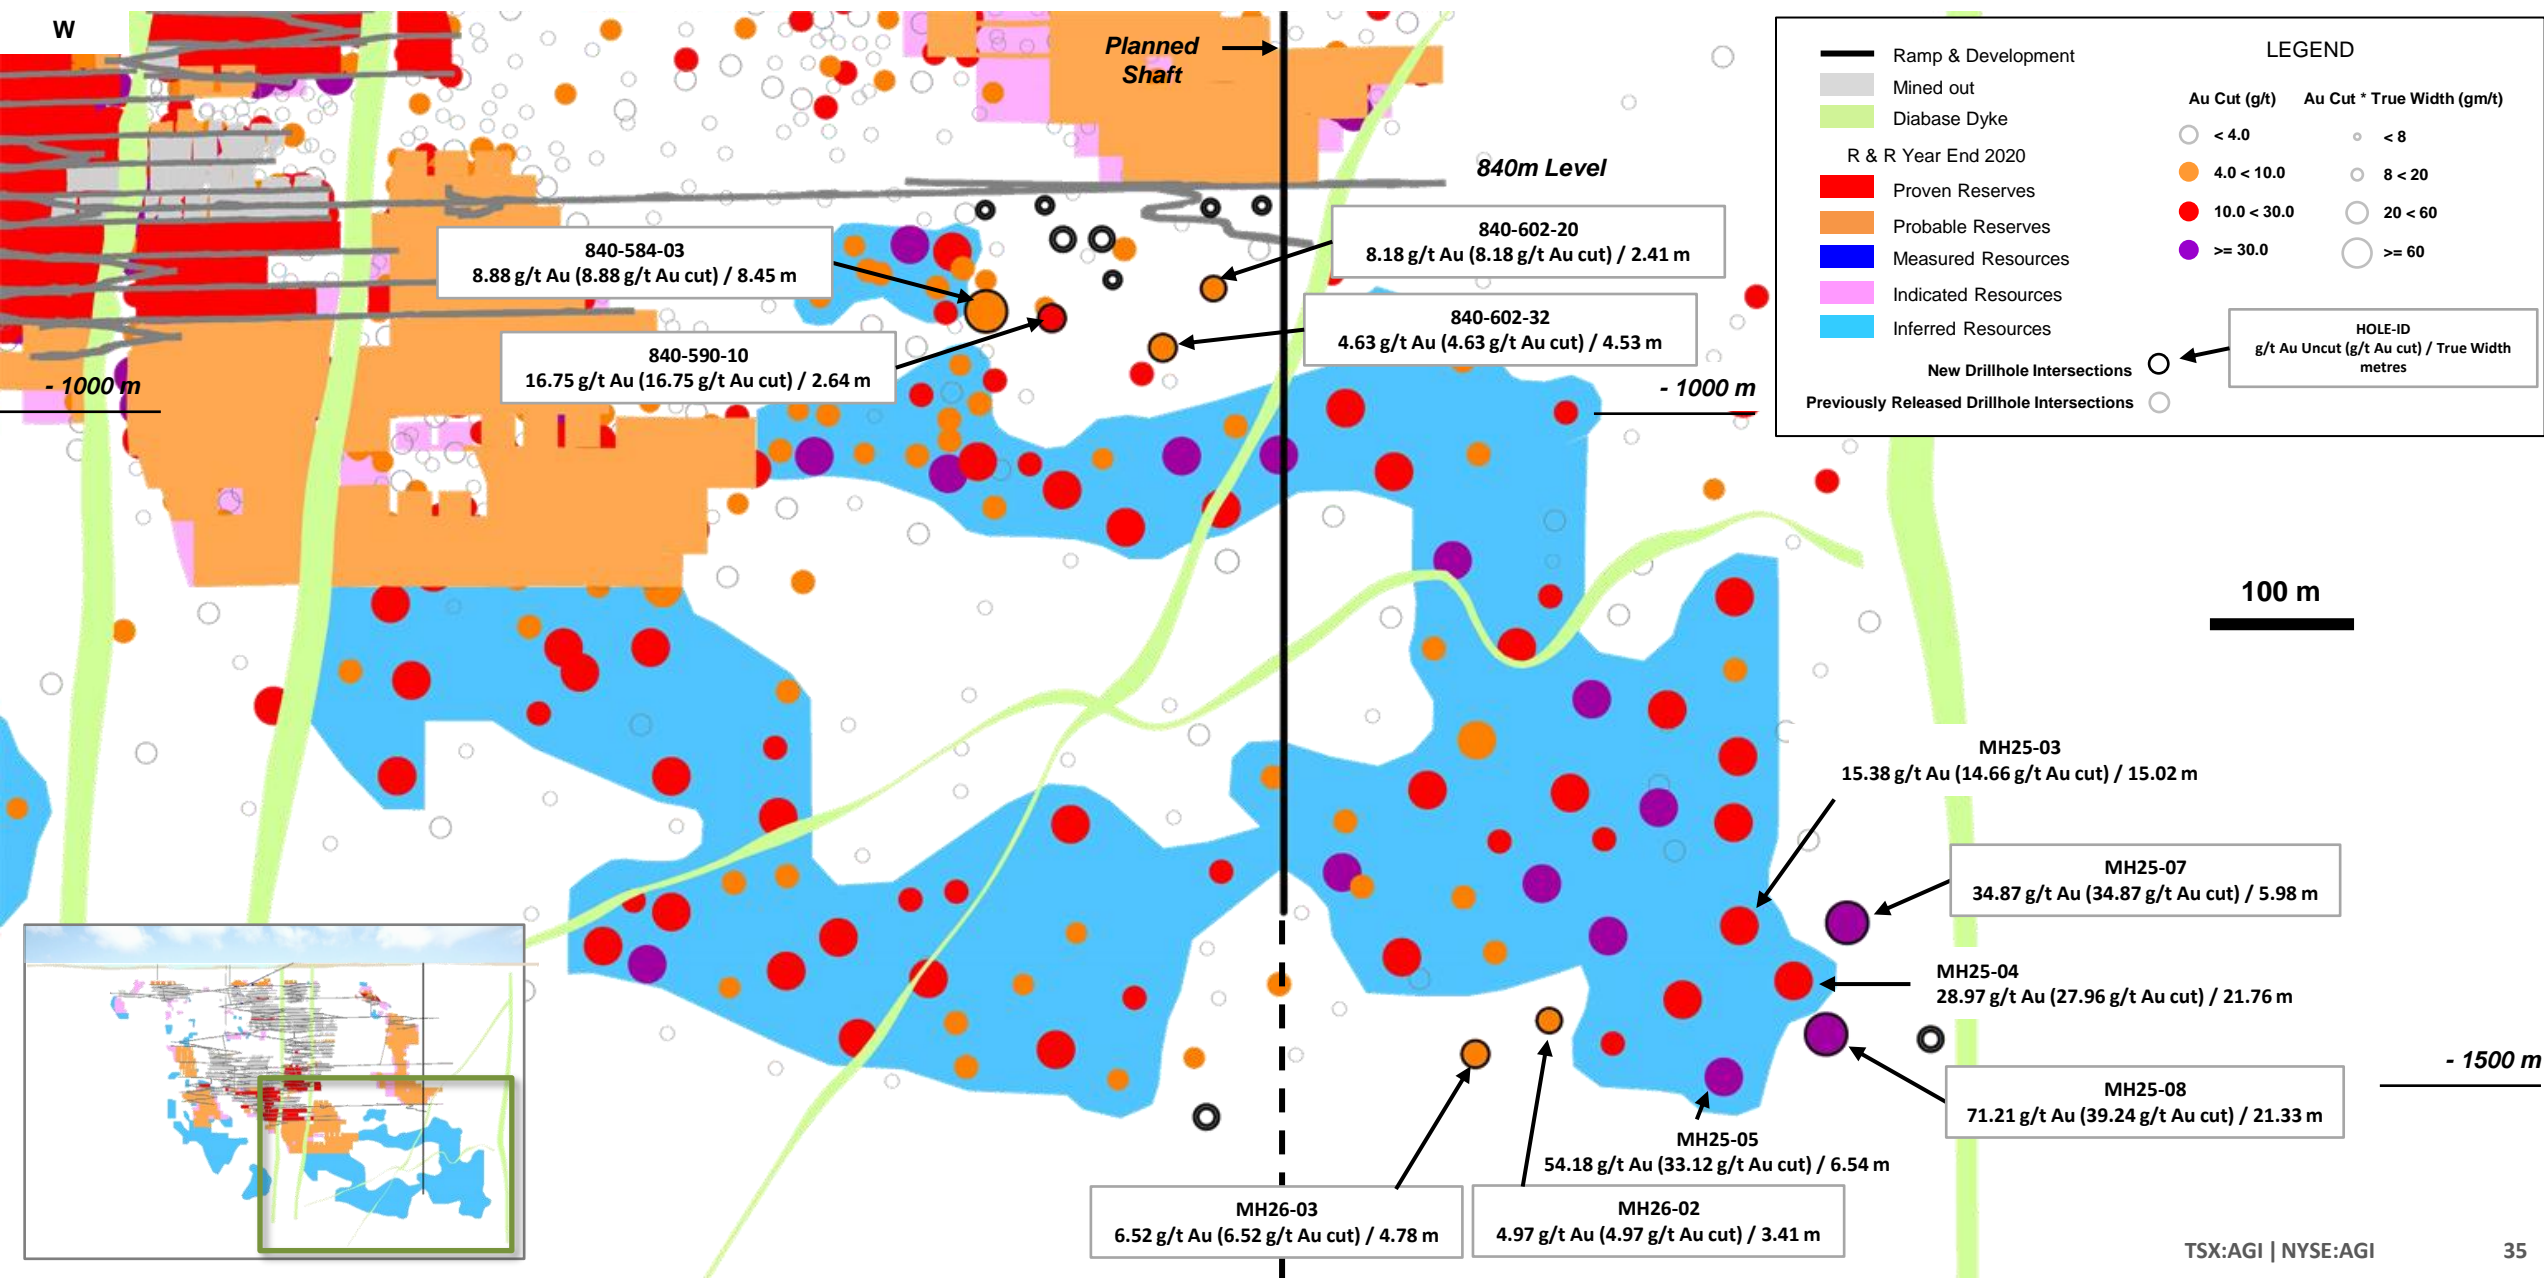 W
Planned
Shaft
840m Level
840-584-03
8.88 g/t Au (8.88 g/t Au cut) / 8.45 m
840-602-20
8.18 g/t Au (8.18 g/t Au cut) / 2.41 m
840-590-10
16.75 g/t Au (16.75 g/t Au cut) / 2.64 m
840-602-32
4.63 g/t Au (4.63 g/t Au cut) / 4.53 m
- 1000 m
- 1000 m
LEGEND
Ramp & Development
Mined out
Diabase Dyke
R & R Year End 2020
Proven Reserves
Probable Reserves
Measured Resources
Indicated Resources
Inferred Resources
Au Cut (g/t)
< 4.0
4.0 < 10.0
10.0 < 30.0
>= 30.0
Au Cut * True Width (gm/t)
< 8
8 < 20
20 < 60
>= 60
New Drillhole Intersections
Previously Released Drillhole Intersections
HOLE-ID
g/t Au Uncut (g/t Au cut) / True Width
metres
100 m
MH25-03
15.38 g/t Au (14.66 g/t Au cut) / 15.02 m
MH25-07
34.87 g/t Au (34.87 g/t Au cut) / 5.98 m
MH25-04
28.97 g/t Au (27.96 g/t Au cut) / 21.76 m
- 1500 m
MH25-08
71.21 g/t Au (39.24 g/t Au cut) / 21.33 m
MH25-05
54.18 g/t Au (33.12 g/t Au cut) / 6.54 m
MH26-03
6.52 g/t Au (6.52 g/t Au cut) / 4.78 m
MH26-02
4.97 g/t Au (4.97 g/t Au cut) / 3.41 m
TSX:AGI | NYSE:AGI
35